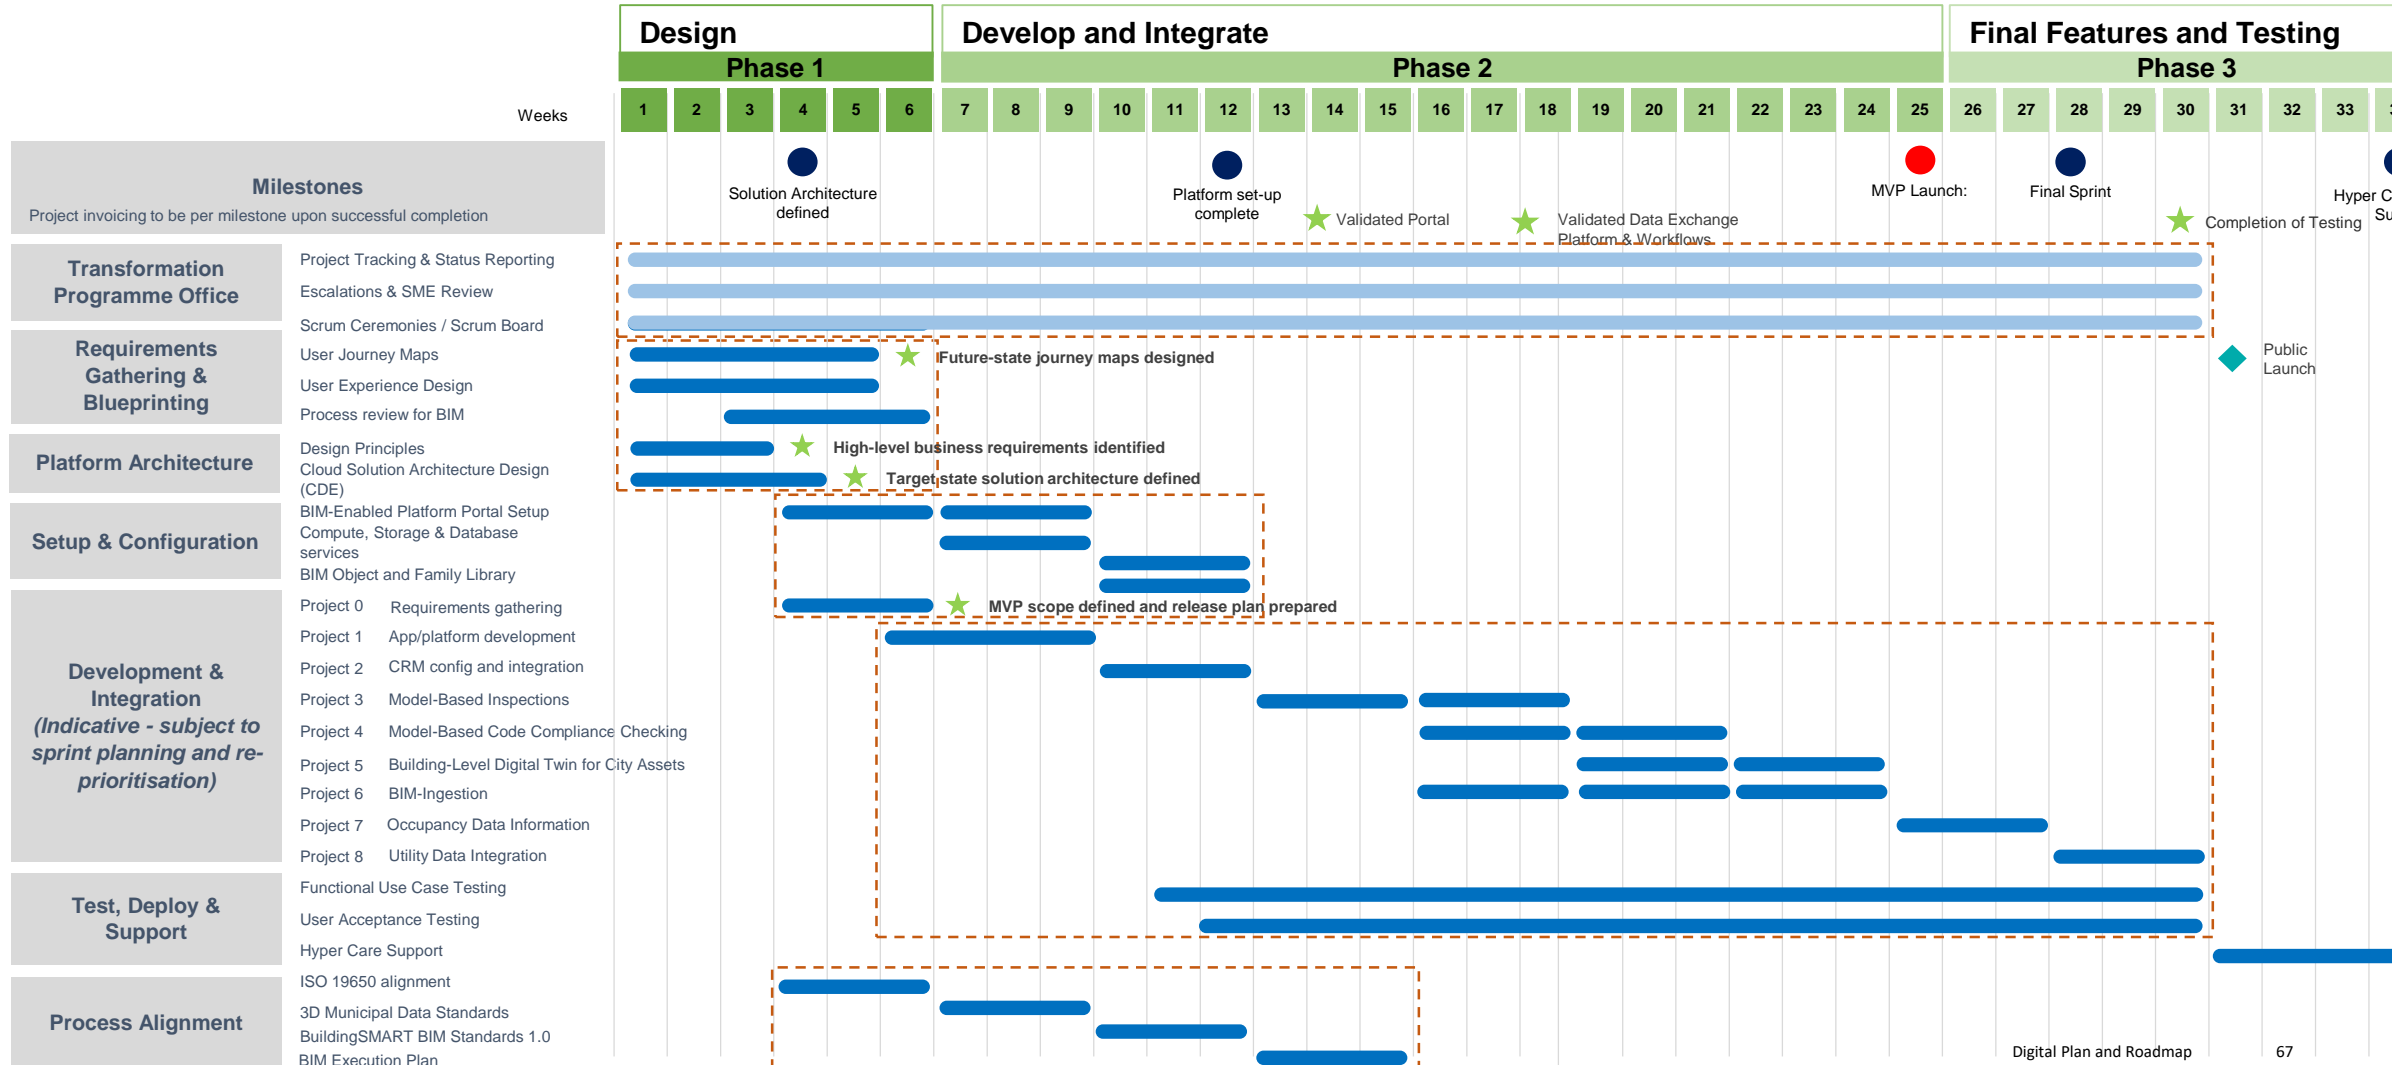 Design
Develop and Integrate
Final Features and Testing
Phase 1
Phase 2
Phase 3
Weeks
1 2 3 4 5 6 7 8 9 10 11 12 13 14 15 16 17 18 19 20 21 22 23 24 25 26 27 28 29 30 31 32 33
Milestones
Project invoicing to be per milestone upon successful completion
Solution Architecture
defined
Platform set-up
complete
Validated Portal
Validated Data Exchange
Platform & Workflows
MVP Launch:
Final Sprint
Completion of Testing
Hyper C
Su
Transformation
Programme Office
Project Tracking & Status Reporting
Escalations & SME Review
Scrum Ceremonies / Scrum Board
Requirements
Gathering &
Blueprinting
User Journey Maps
Future-state journey maps designed
Public
Launch
User Experience Design
Process review for BIM
Platform Architecture
Design Principles
High-level business requirements identified
Cloud Solution Architecture Design
(CDE)
Target state solution architecture defined
Setup & Configuration
BIM-Enabled Platform Portal Setup
Compute, Storage & Database
services
BIM Object and Family Library
Development &
Integration
(Indicative - subject to
sprint planning and re-
prioritisation)
Project 0 Requirements gathering
MVP scope defined and release plan prepared
Project 1 App/platform development
Project 2 CRM config and integration
Project 3 Model-Based Inspections
Project 4 Model-Based Code Compliance Checking
Project 5 Building-Level Digital Twin for City Assets
Project 6 BIM-Ingestion
Project 7 Occupancy Data Information
Project 8 Utility Data Integration
Test, Deploy &
Support
Functional Use Case Testing
User Acceptance Testing
Hyper Care Support
Process Alignment
ISO 19650 alignment
3D Municipal Data Standards
BuildingSMART BIM Standards 1.0
BIM Execution Plan
Digital Plan and Roadmap 67